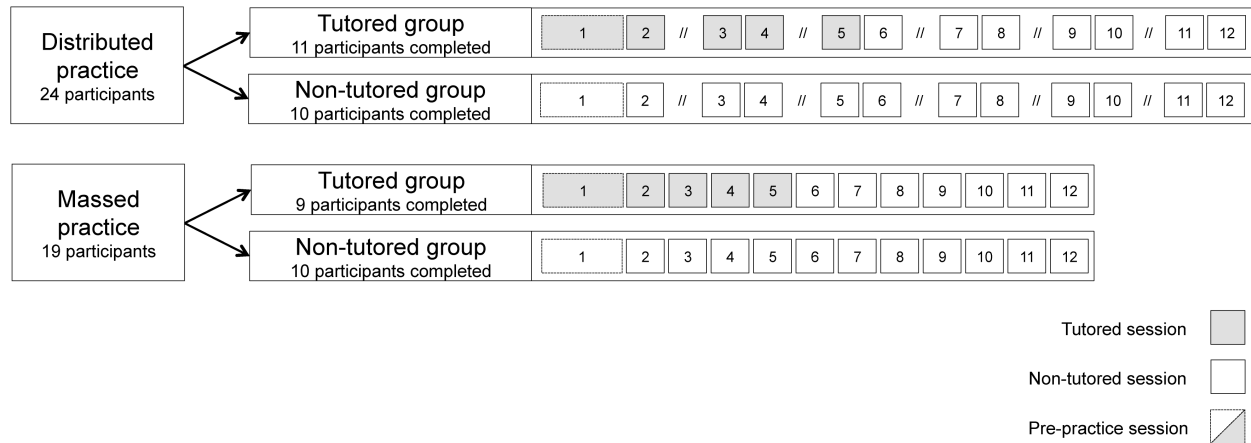 Distributed
practice
24 participants
Tutored group
11 participants completed
1 2 // 3 4 // 5 6 // 7 8 // 9 10 // 11 12
Non-tutored group
10 participants completed
1 2 // 3 4 // 5 6 // 7 8 // 9 10 // 11 12
Massed
practice
19 participants
Tutored group
9 participants completed
1 2 3 4 5 6 7 8 9 10 11 12
Non-tutored group
10 participants completed
1 2 3 4 5 6 7 8 9 10 11 12
Tutored session
Non-tutored session
Pre-practice session